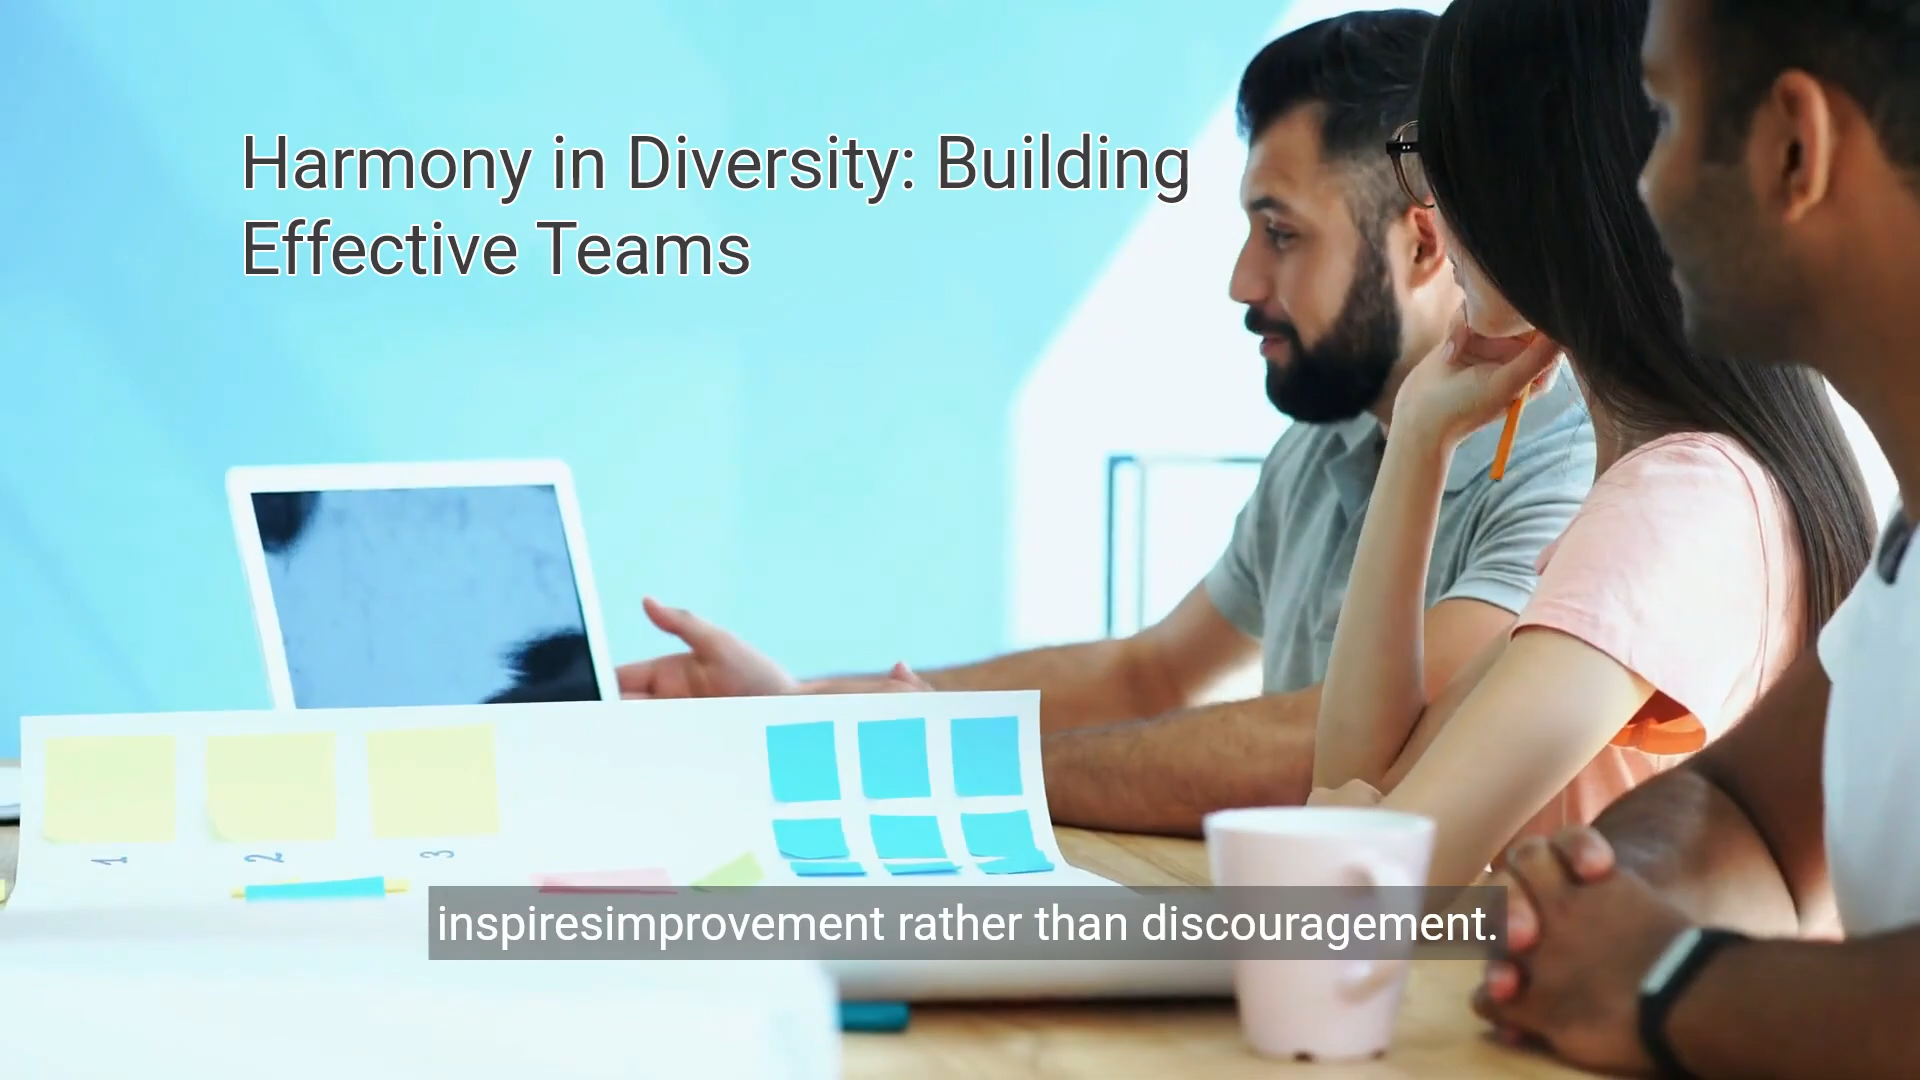 Harmony in Diversity: Building
Effective Teams
1
2
3
inspiresimprovement rather than discouragement.